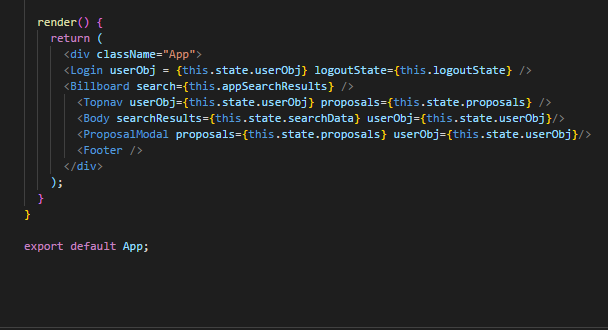 render() {
return (
<div className="App">
<Login userObj = {this.state.userObj} logoutState={this.logoutState} />
<Billboard search={this.appSearchResults} />
<Topnav userObj={this.state.userObj} proposals={this.state.proposals} />
<Body searchResults={this.state.searchData} userObj={this.state.userObj}/>
<ProposalModal proposals={this.state.proposals} userObj={this.state.userObj}/>
<Footer />
</div>
);
}
}
export default App;